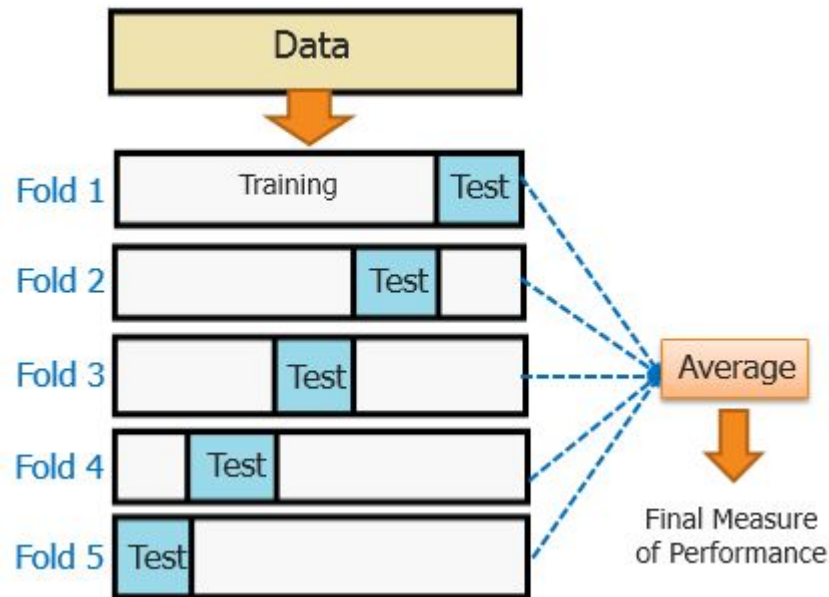 Data
Fold 1
Training
Test
Fold 2
Test
Fold 3
Test
Average
Fold 4
Test
Fold 5
Test
Final Measure
of Performance